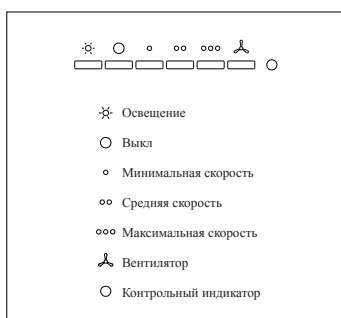 Освещение
Выкл
Минимальная скорость
Средняя скорость
Максимальная скорость
Вентилятор
Контрольный индикатор